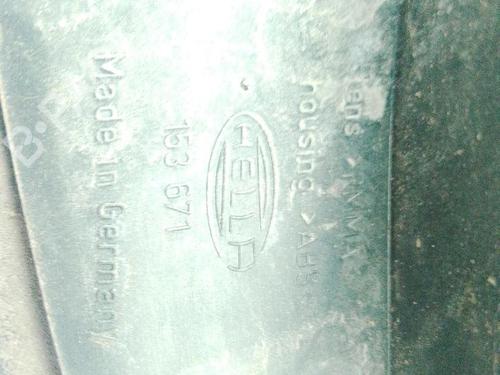 lens
housing >ABS
HELLA
153 671
Made in Germany